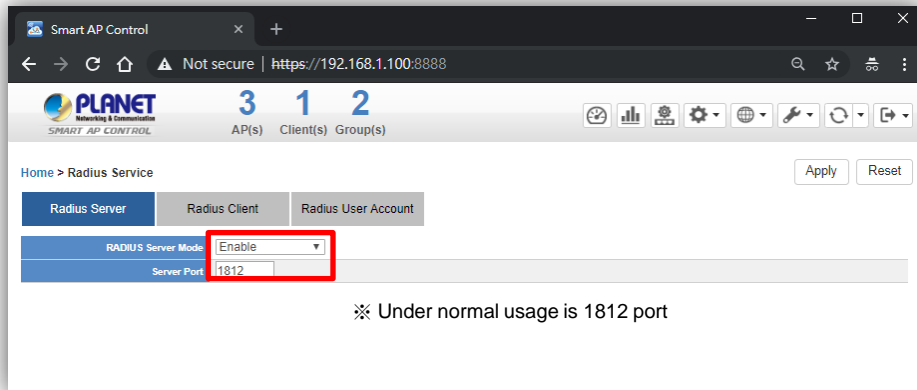 Smart AP Control
Not secure | https://192.168.1.100:8888
PLANET
Networking & Communication
SMART AP CONTROL
3 1 2
AP(s) Client(s) Group(s)
Home > Radius Service
Apply Reset
Radius Server Radius Client Radius User Account
RADIUS Server Mode Enable
Server Port 1812
※ Under normal usage is 1812 port